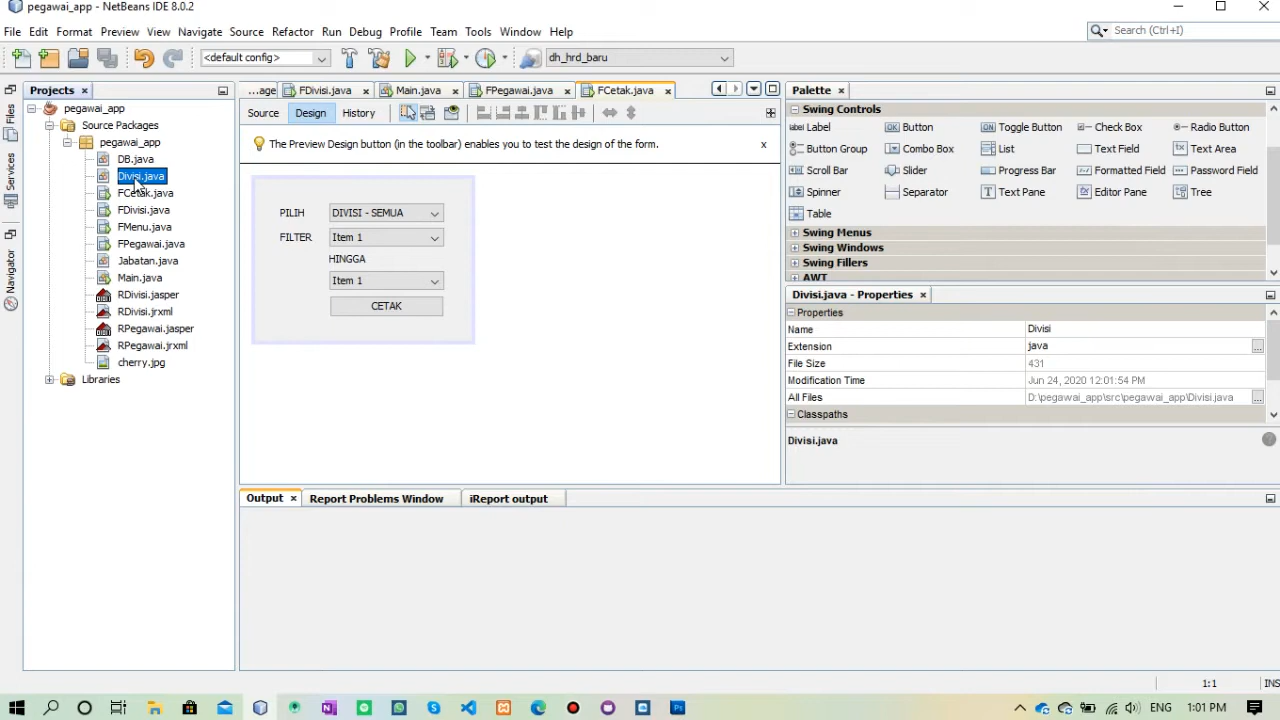 pegawai_app - NetBeans IDE 8.0.2
File Edit Format Preview View Navigate Source Refactor Run Debug Profile Team Tools Window Help
Search (Ctrl+I)
<default config>
dh_hrd_baru
Projects
...age
FDivisi.java
Main.java
FPegawai.java
FCetak.java
Palette
Files
Services
Navigator
pegawai_app
Source Packages
pegawai_app
DB.java
Divisi.java
FCetak.java
FDivisi.java
FMenu.java
FPegawai.java
Jabatan.java
Main.java
RDivisi.jasper
RDivisi.jrxml
RPegawai.jasper
RPegawai.jrxml
cherry.jpg
Libraries
Source Design History
The Preview Design button (in the toolbar) enables you to test the design of the form.
x
PILIH DIVISI - SEMUA
FILTER Item 1
HINGGA
Item 1
CETAK
Swing Controls
Label Button Toggle Button Check Box Radio Button
Button Group Combo Box List Text Field Text Area
Scroll Bar Slider Progress Bar Formatted Field Password Field
Spinner Separator Text Pane Editor Pane Tree
Table
Swing Menus
Swing Windows
Swing Fillers
AWT
Divisi.java - Properties
Properties
Name Divisi
Extension java
File Size 431
Modification Time Jun 24, 2020 12:01:54 PM
All Files D:\pegawai_app\src\pegawai_app\Divisi.java
Classpaths
Divisi.java
Output Report Problems Window iReport output
1:1 INS
ENG 1:01 PM